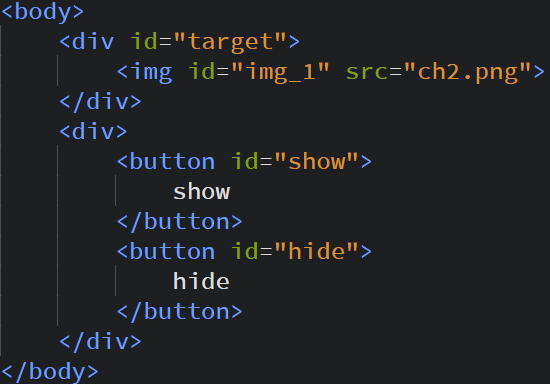 <body>
    <div id="target">
        <img id="img_1" src="ch2.png">
    </div>
    <div>
        <button id="show">
            show
        </button>
        <button id="hide">
            hide
        </button>
    </div>
</body>